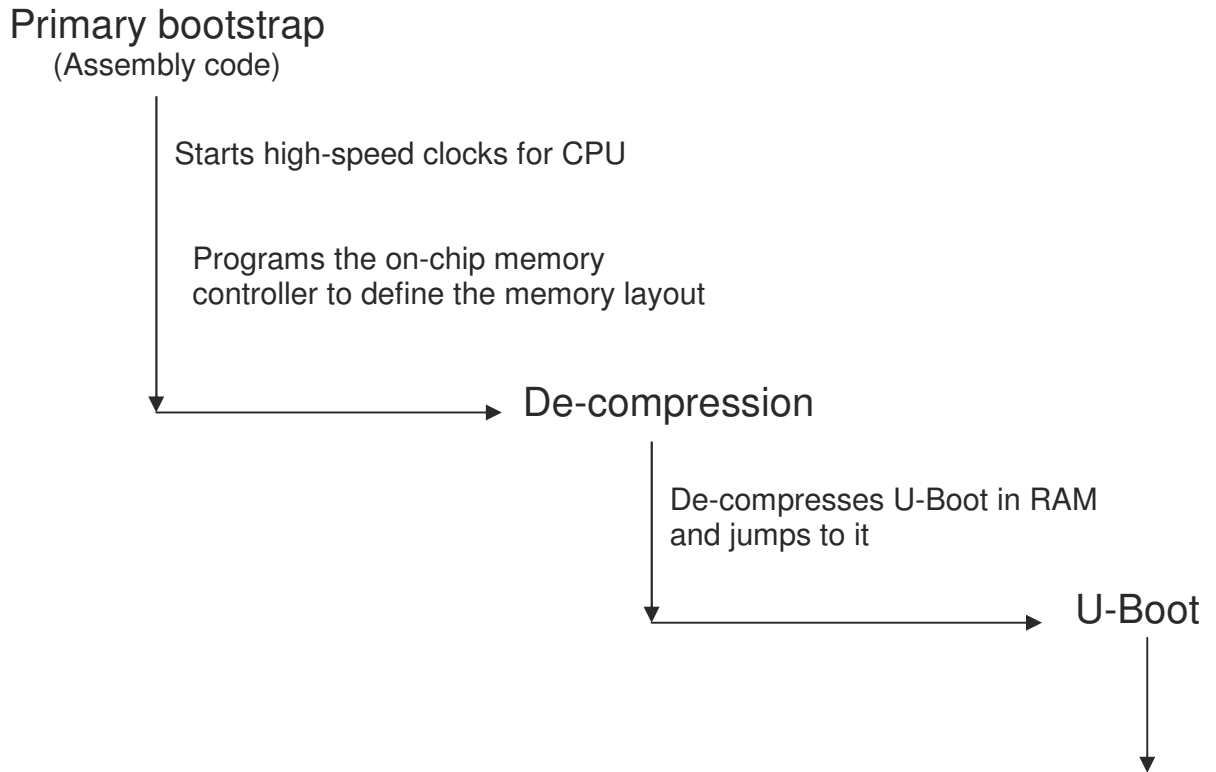 Primary bootstrap
(Assembly code)
Starts high-speed clocks for CPU
Programs the on-chip memory
controller to define the memory layout
De-compression
De-compresses U-Boot in RAM
and jumps to it
U-Boot